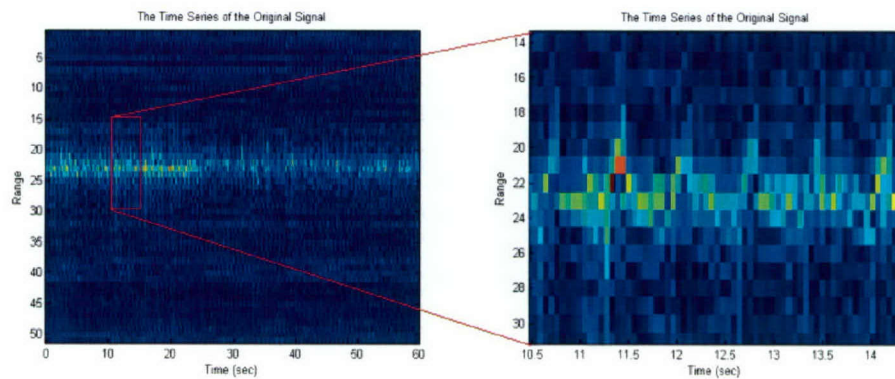 The Time Series of the Original Signal
5
10
15
20
25
30
35
40
45
50
Range
0 10 20 30 40 50 60
Time (sec)
The Time Series of the Original Signal
14
16
18
20
22
24
26
28
30
Range
10.5 11 11.5 12 12.5 13 13.5 14
Time (sec)